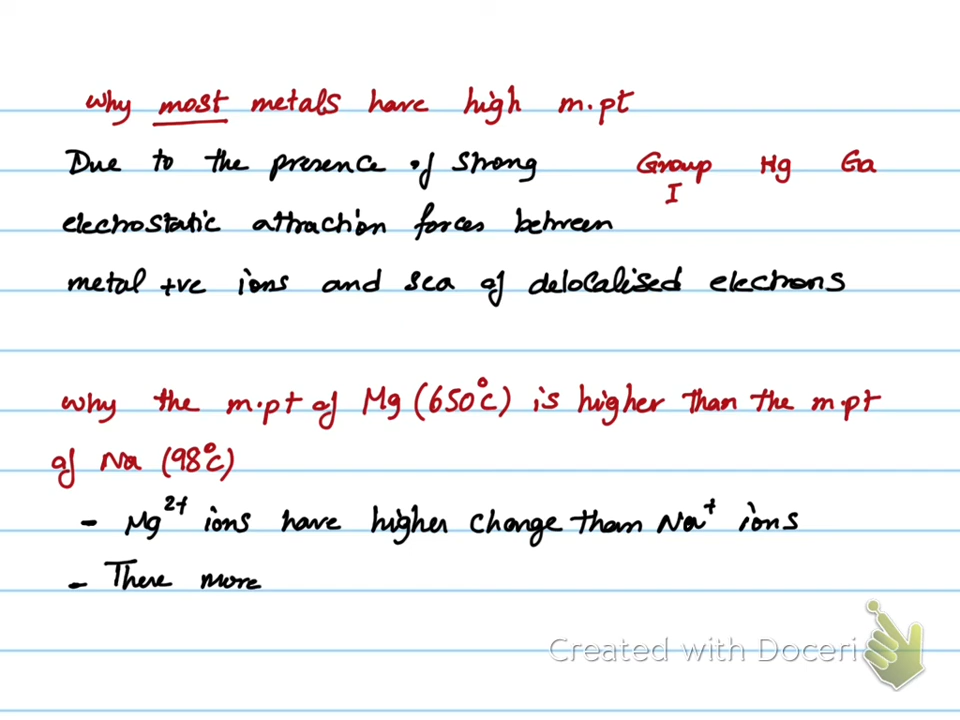 Why most metals have high m.pt
Due to the presence of strong
Group Hg Ga
I
electrostatic attraction forces between
metal +ve ions and sea of delocalised electrons
why the m.pt of Mg (650°C) is higher than the m.pt
of Na (98°C)
- Mg²⁺ ions have higher charge than Na⁺ ions
- There more
Created with Doceri